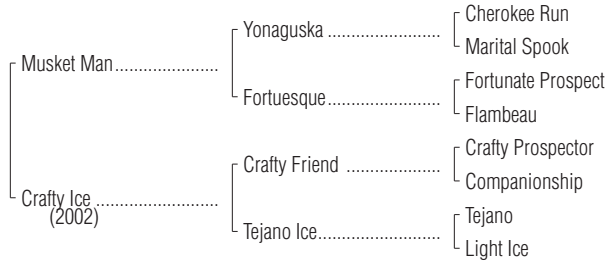 Cherokee Run
Yonaguska ....................
Marital Spook
Musket Man ....................
Fortunate Prospect
Fortuesque ....................
Flambeau
Crafty Prospector
Crafty Friend ....................
Companionship
Crafty Ice ....................
(2002)
Tejano
Tejano Ice ....................
Light Ice